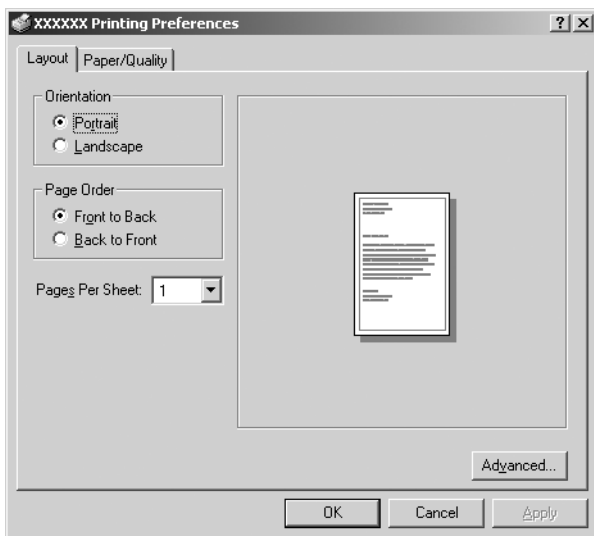 XXXXXX Printing Preferences
Layout
Paper/Quality
Orientation
Portrait
Landscape
Page Order
Front to Back
Back to Front
Pages Per Sheet: 1
Advanced...
OK
Cancel
Apply